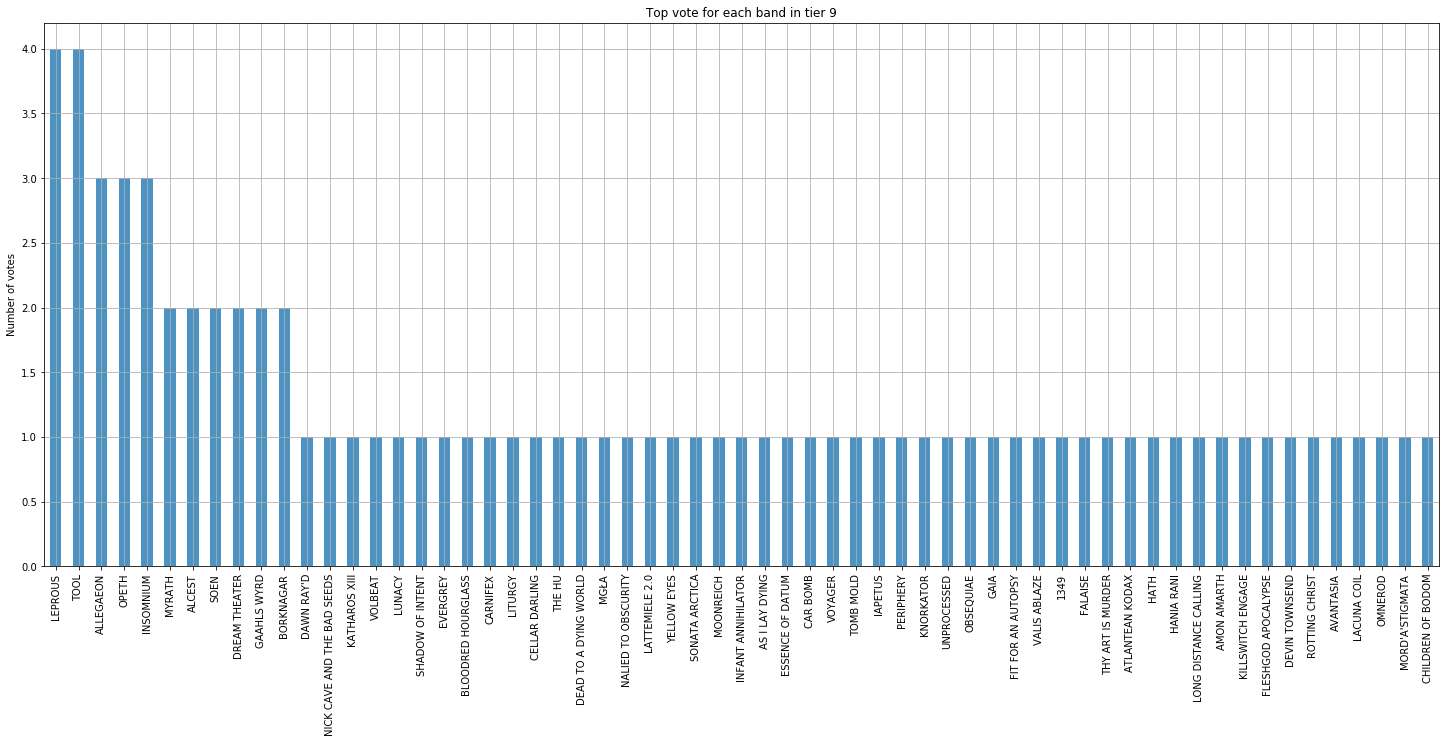 Top vote for each band in tier 9
Number of votes
4.0
3.5
3.0
2.5
2.0
1.5
1.0
0.5
0.0
LEPROUS
TOOL
ALLEGAEON
OPETH
INSOMNIUM
MYRATH
ALCEST
SOEN
DREAM THEATER
GAAHLS WYRD
BORKNAGAR
DAWN RAY'D
NICK CAVE AND THE BAD SEEDS
KATHAROS XIII
VOLBEAT
LUNACY
SHADOW OF INTENT
EVERGREY
BLOODRED HOURGLASS
CARNIFEX
LITURGY
CELLAR DARLING
THE HU
DEAD TO A DYING WORLD
MGŁA
NALIED TO OBSCURITY
LATTEMIELE 2.0
YELLOW EYES
SONATA ARCTICA
MOONREICH
INFANT ANNIHILATOR
AS I LAY DYING
ESSENCE OF DATUM
CAR BOMB
VOYAGER
TOMB MOLD
IAPETUS
PERIPHERY
KNORKATOR
UNPROCESSED
OBSEQUIAE
GAIA
FIT FOR AN AUTOPSY
VALIS ABLAZE
1349
FALAISE
THY ART IS MURDER
ATLANTEAN KODAX
HATH
HANIA RANI
LONG DISTANCE CALLING
AMON AMARTH
KILLSWITCH ENGAGE
FLESHGOD APOCALYPSE
DEVIN TOWNSEND
ROTTING CHRIST
AVANTASIA
LACUNA COIL
OMNEROD
MORD'A'STIGMATA
CHILDREN OF BODOM